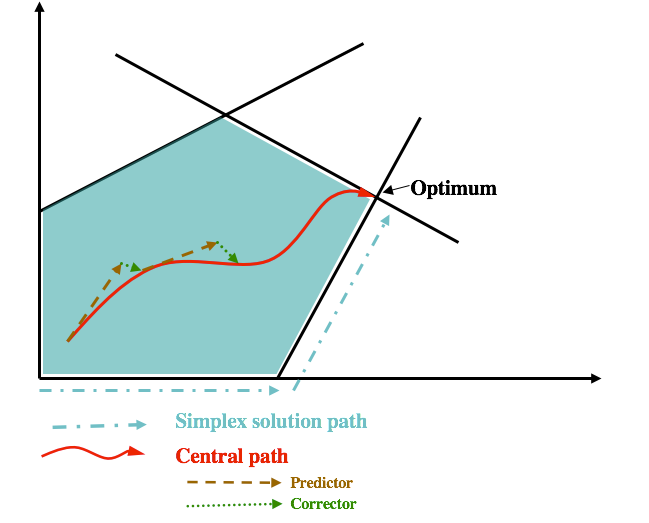 Optimum
Simplex solution path
Central path
Predictor
Corrector